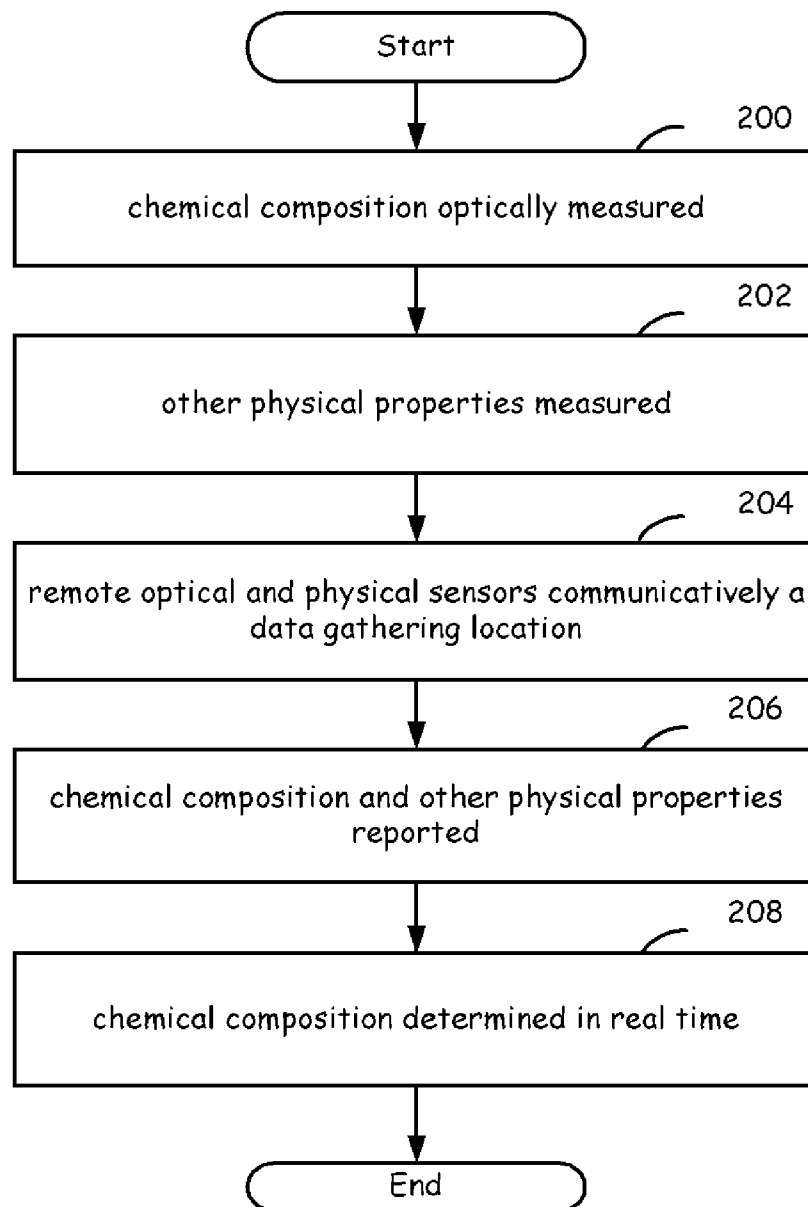 Start
200
chemical composition optically measured
202
other physical properties measured
204
remote optical and physical sensors communicatively a
data gathering location
206
chemical composition and other physical properties
reported
208
chemical composition determined in real time
End